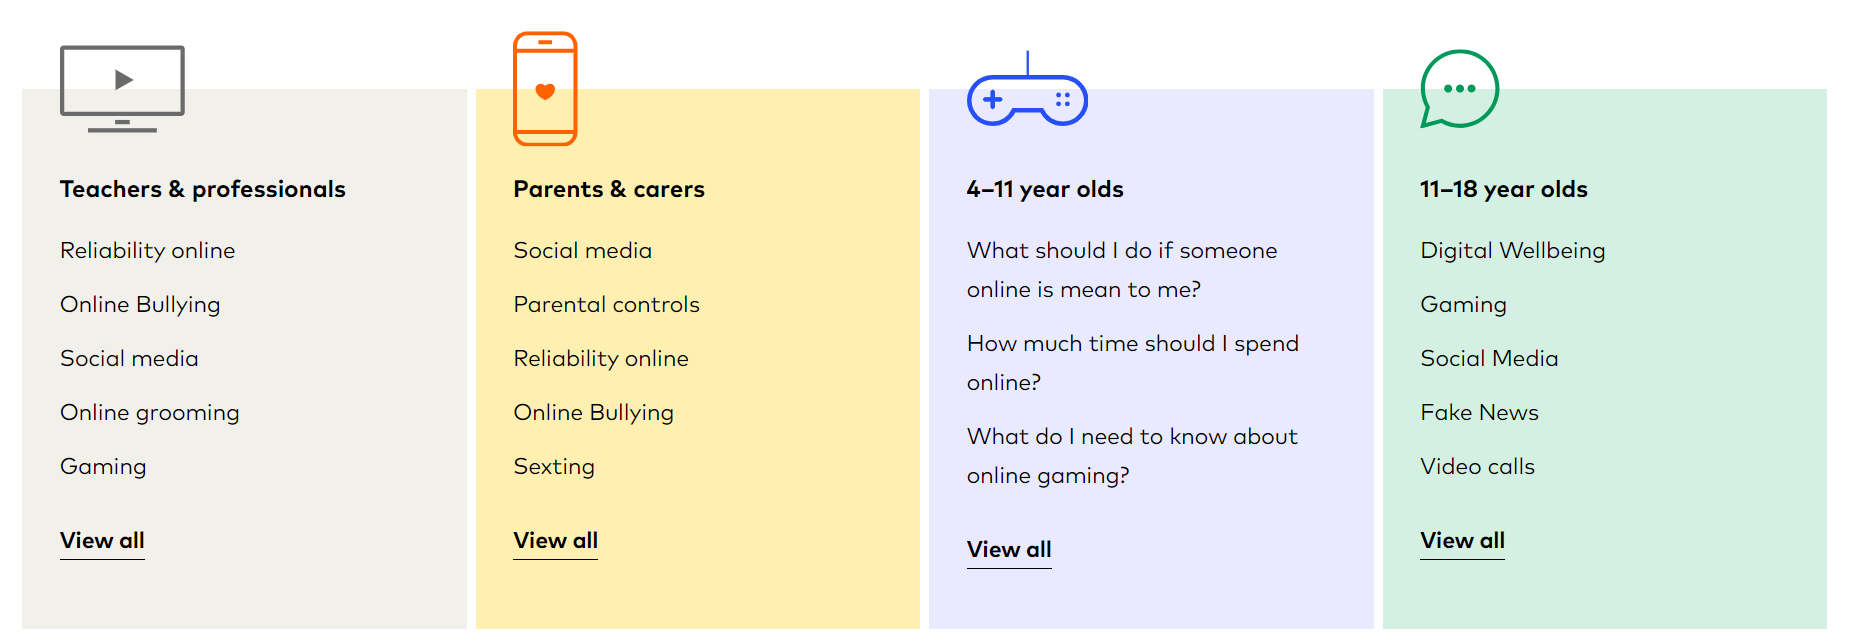 Teachers & professionals
Reliability online
Online Bullying
Social media
Online grooming
Gaming
View all
Parents & carers
Social media
Parental controls
Reliability online
Online Bullying
Sexting
View all
4–11 year olds
What should I do if someone
online is mean to me?
How much time should I spend
online?
What do I need to know about
online gaming?
View all
11–18 year olds
Digital Wellbeing
Gaming
Social Media
Fake News
Video calls
View all